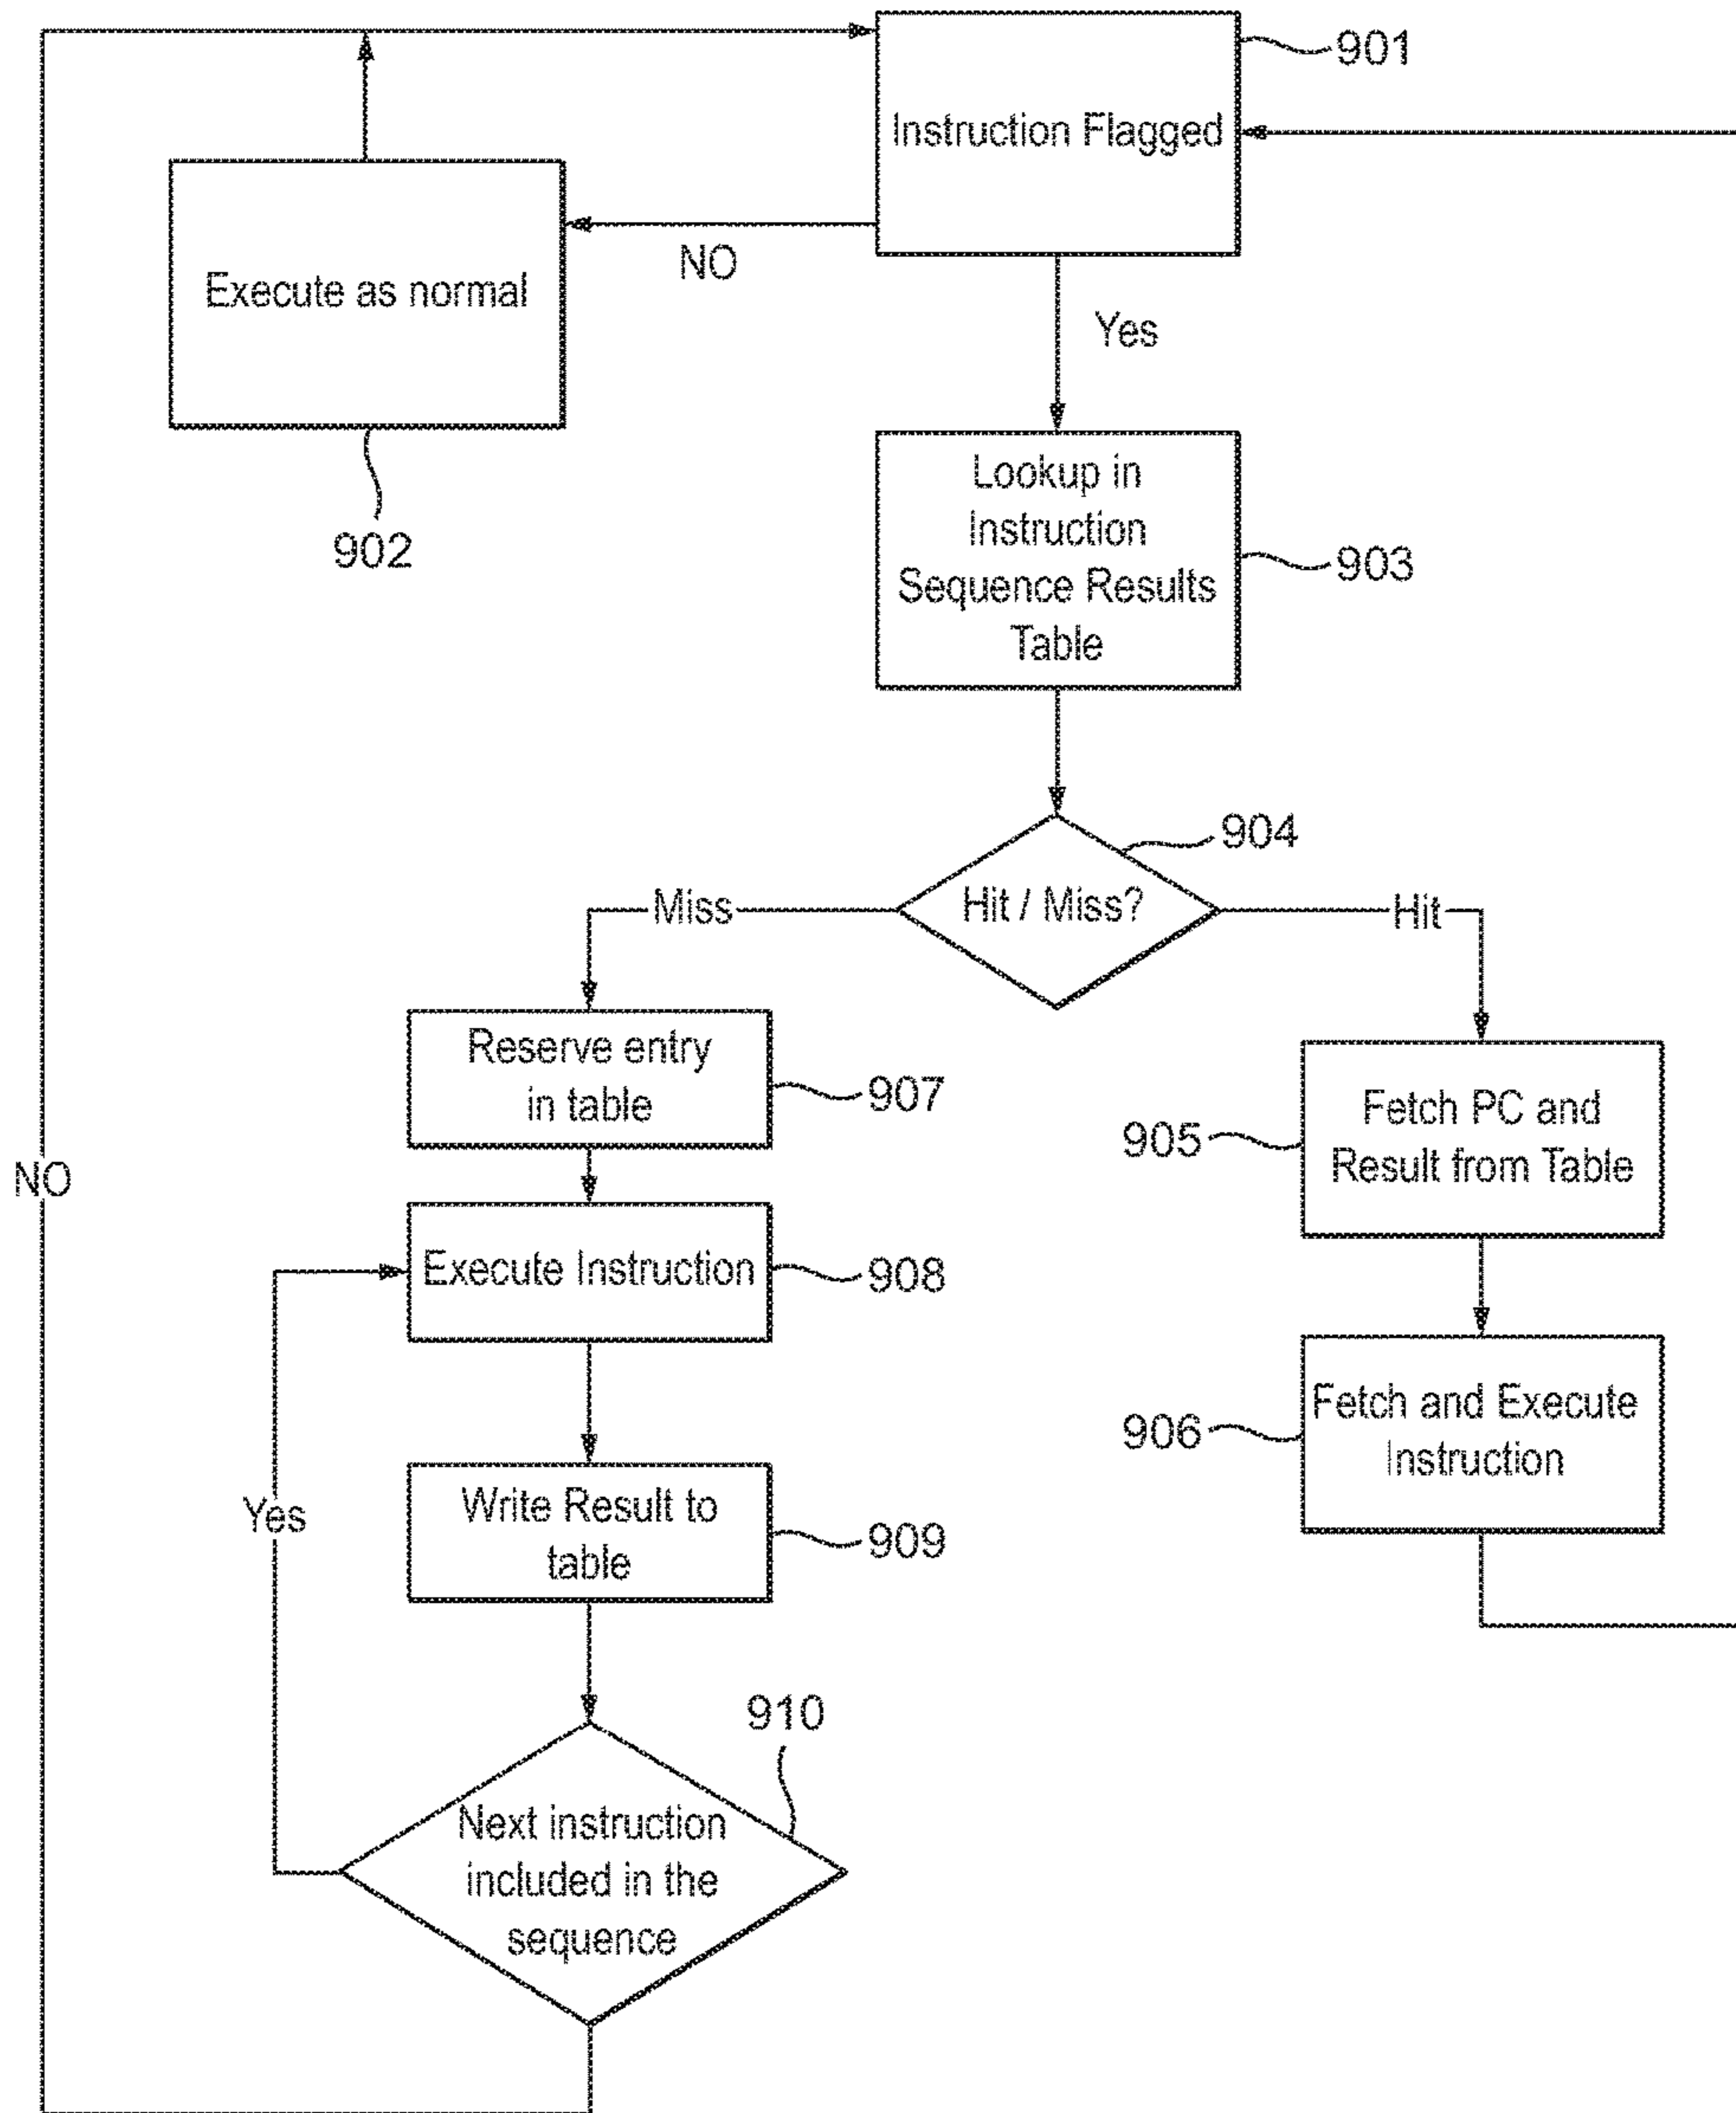 901
Instruction Flagged
NO
Execute as normal
Yes
902
Lookup in
Instruction
Sequence Results
Table
903
904
Hit / Miss?
Miss
Hit
Reserve entry
in table
907
Fetch PC and
Result from Table
905
NO
Execute Instruction
908
Fetch and Execute
Instruction
906
Yes
Write Result to
table
909
910
Next instruction
included in the
sequence